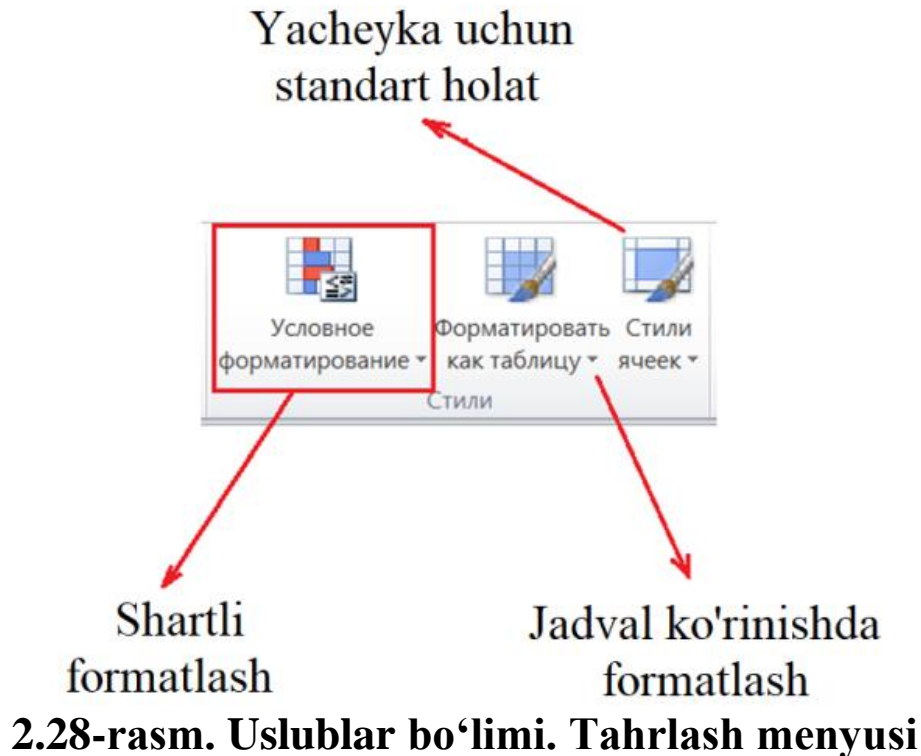 Yacheyka uchun
standart holat
Условное
форматирование
Форматировать
как таблицу
Стили
ячеек
Стили
Shartli
formatlash
Jadval ko'rinishda
formatlash
2.28-rasm. Uslublar bo‘limi. Tahrlash menyusi